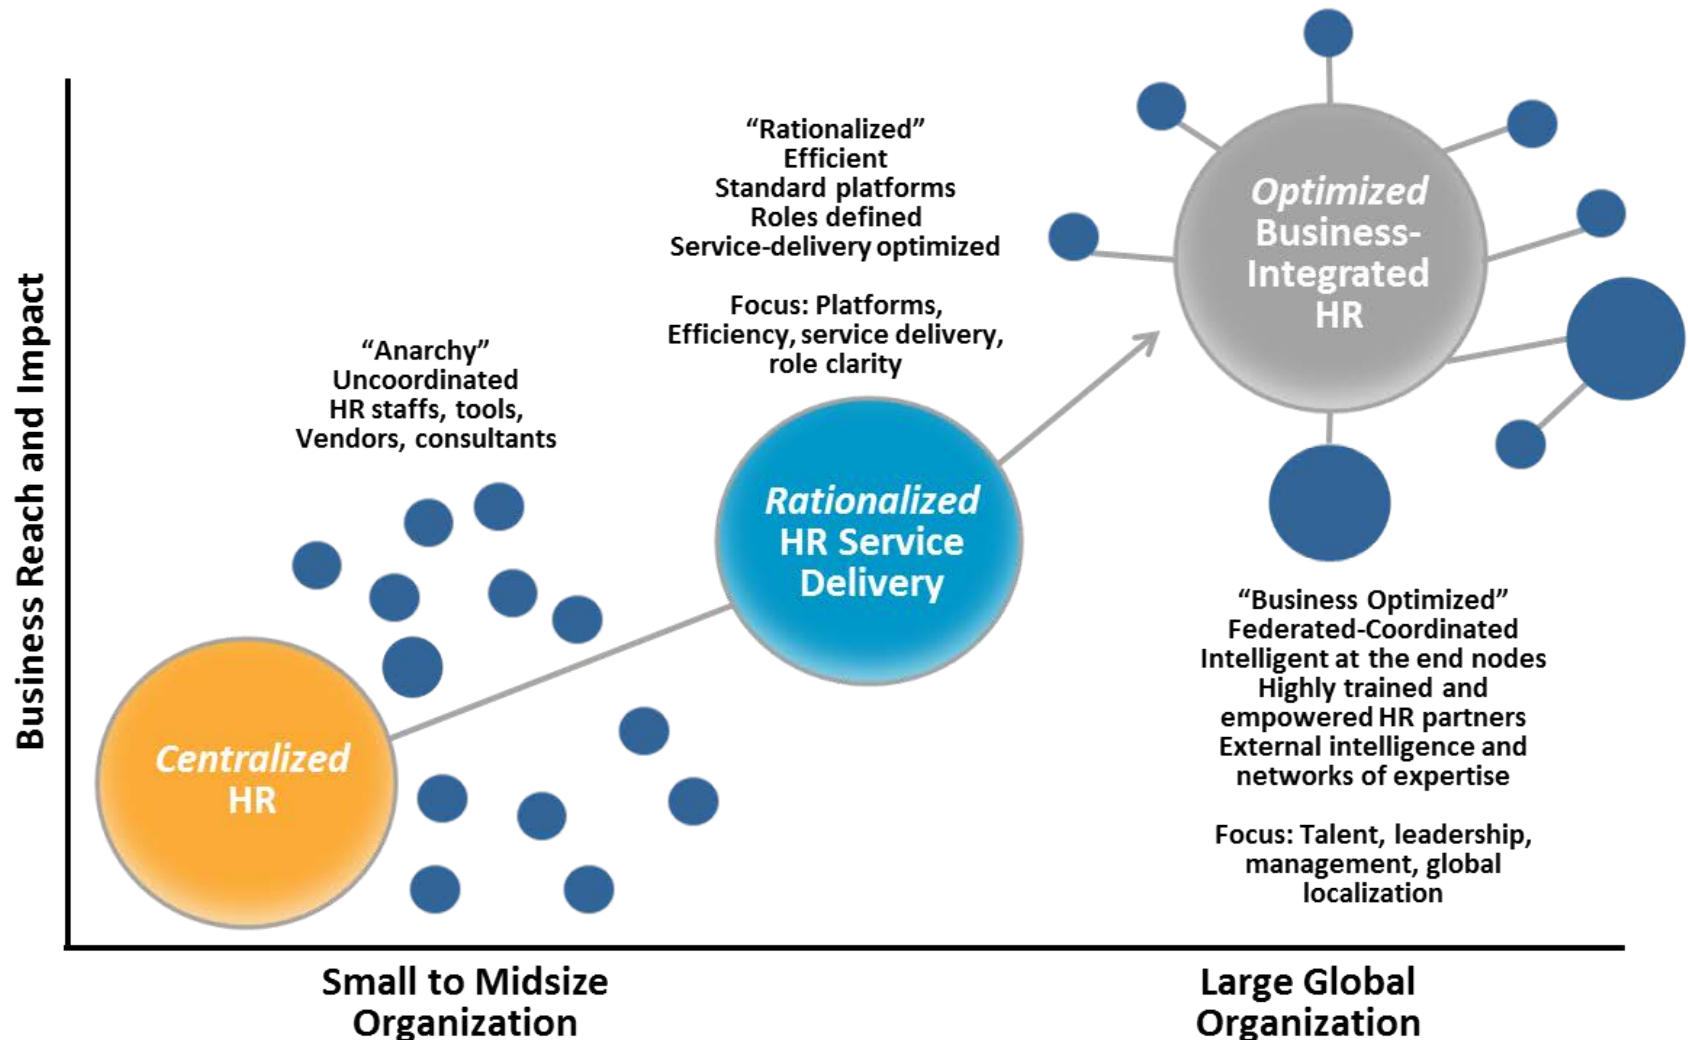 Business Reach and Impact
“Anarchy”
Uncoordinated
HR staffs, tools,
Vendors, consultants
“Rationalized”
Efficient
Standard platforms
Roles defined
Service-delivery optimized
Focus: Platforms,
Efficiency, service delivery,
role clarity
Centralized
HR
Rationalized
HR Service
Delivery
Optimized
Business-
Integrated
HR
“Business Optimized”
Federated-Coordinated
Intelligent at the end nodes
Highly trained and
empowered HR partners
External intelligence and
networks of expertise
Focus: Talent, leadership,
management, global
localization
Small to Midsize
Organization
Large Global
Organization